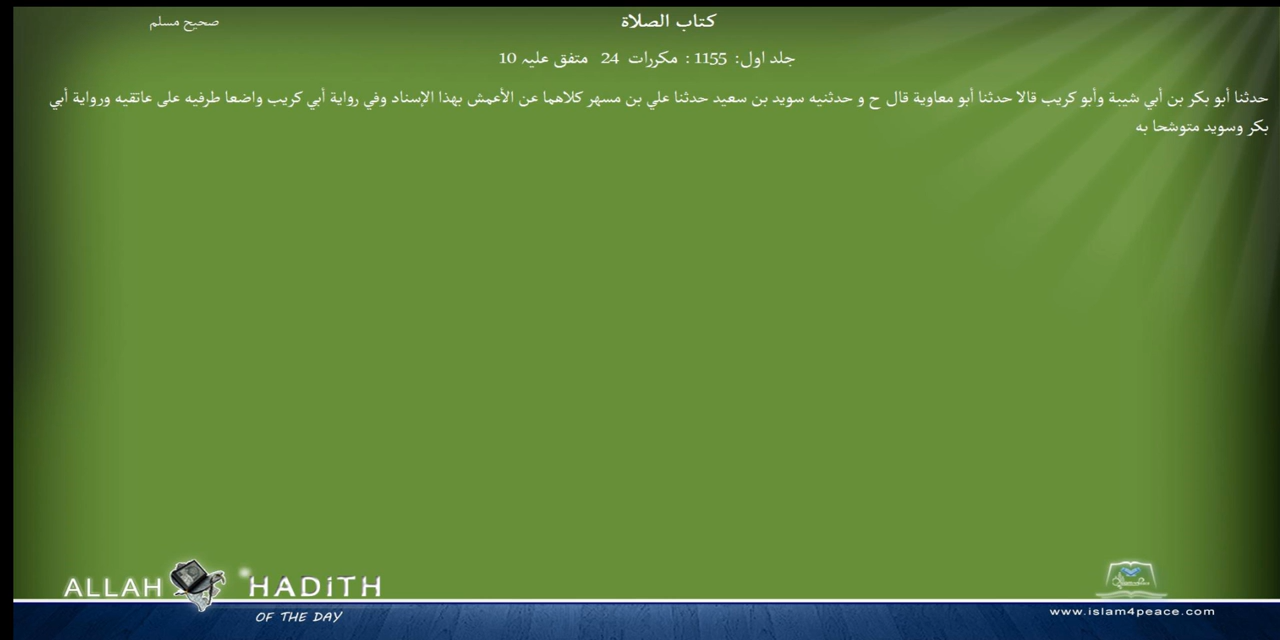 كتاب الصلاة
صحيح مسلم
جلد اول: 1155 : مکررات 24 متفق علیہ 10
حدثنا أبو بكر بن أبي شيبة وأبو كريب قالا حدثنا أبو معاوية قال ح و حدثنيه سويد بن سعيد حدثنا علي بن مسهر كلاهما عن الأعمش بهذا الإسناد وفي رواية أبي كريب واضعا طرفيه على عاتقيه ورواية أبي
بكر وسويد متوشحا به
ALLAH HADITH
OF THE DAY
www.islam4peace.com